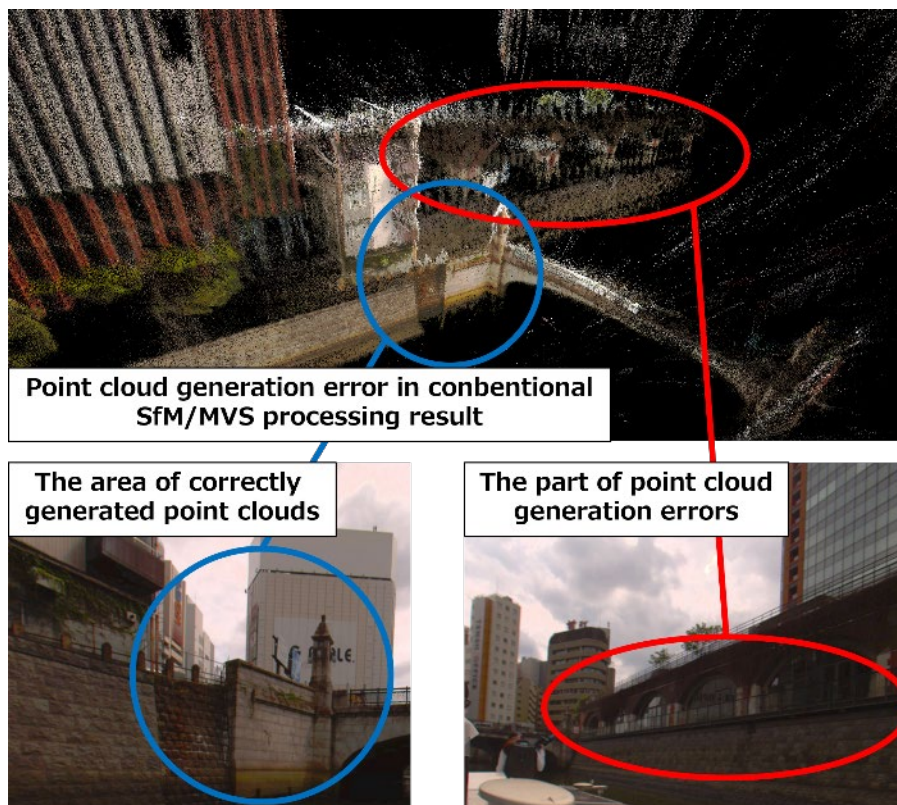 Point cloud generation error in conbentional
SfM/MVS processing result
The area of correctly
generated point clouds
The part of point cloud
generation errors